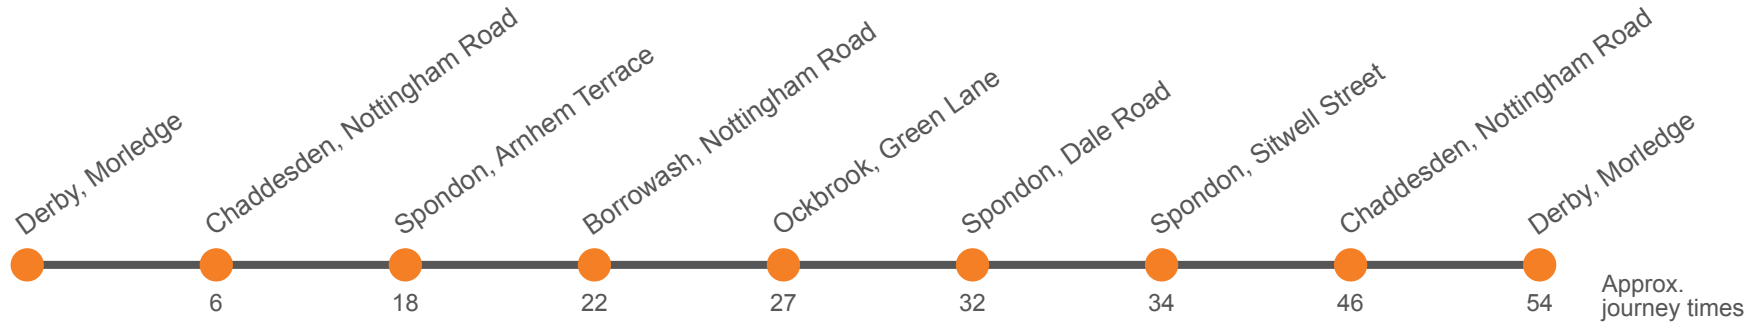 Derby, Morledge
Chaddesden, Nottingham Road
Spondon, Arnhem Terrace
Borrowash, Nottingham Road
Ockbrook, Green Lane
Spondon, Dale Road
Spondon, Sitwell Street
Chaddesden, Nottingham Road
Derby, Morledge
6
18
22
27
32
34
46
54
Approx.
journey times